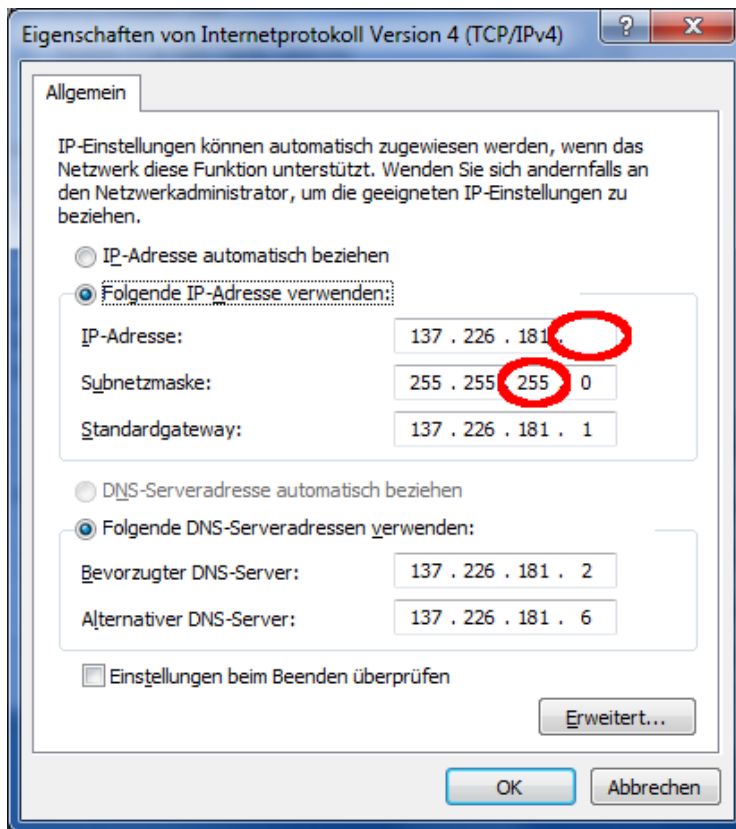 Eigenschaften von Internetprotokoll Version 4 (TCP/IPv4)
?
X
Allgemein
IP-Einstellungen können automatisch zugewiesen werden, wenn das
Netzwerk diese Funktion unterstützt. Wenden Sie sich andernfalls an
den Netzwerkadministrator, um die geeigneten IP-Einstellungen zu
beziehen.
IP-Adresse automatisch beziehen
Folgende IP-Adresse verwenden:
IP-Adresse: 137 . 226 . 181 .
Subnetzmaske: 255 . 255 . 255 . 0
Standardgateway: 137 . 226 . 181 . 1
DNS-Serveradresse automatisch beziehen
Folgende DNS-Serveradressen verwenden:
Bevorzugter DNS-Server: 137 . 226 . 181 . 2
Alternativer DNS-Server: 137 . 226 . 181 . 6
Einstellungen beim Beenden überprüfen
Erweitert...
OK Abbrechen